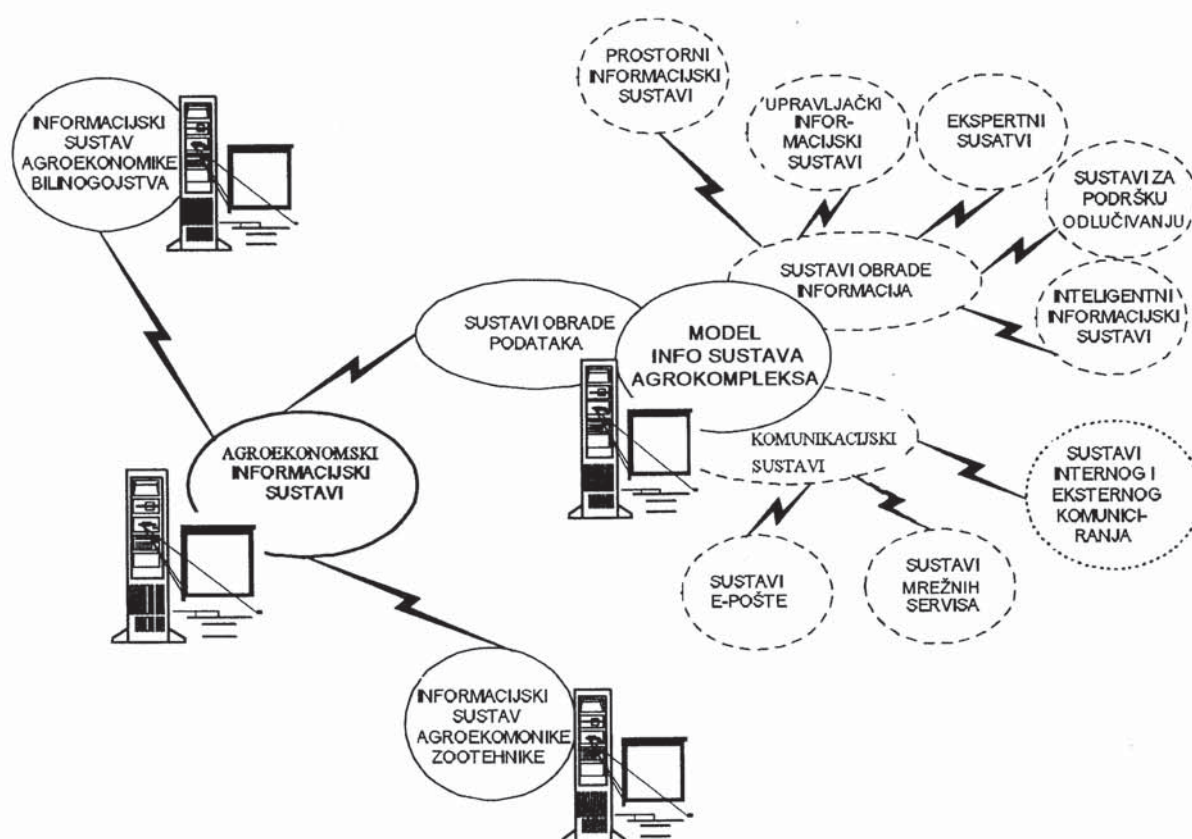 PROSTORNI
INFORMACIJSKI
SUSTAVI
UPRAVLJAČKI
INFOR-
MACIJSKI
SUSTAVI
EKSPERTNI
SUSATVI
SUSTAVI ZA
PODRŠKU
ODLUČIVANJU
INFORMACIJSKI
SUSTAV
AGROEKONOMIKE
BILINOGOJSTVA
SUSTAVI OBRADE
INFORMACIJA
INTELIGENTNI
INFORMACIJSKI
SUSTAVI
SUSTAVI OBRADE
PODATAKA
MODEL
INFO SUSTAVA
AGROKOMPLEKSA
KOMUNIKACIJSKI
SUSTAVI
AGROEKONOMSKI
INFORMACIJSKI
SUSTAVI
SUSTAVI
INTERNOG I
EKSTERNOG
KOMUNICI-
RANJA
SUSTAVI
E-POŠTE
SUSTAVI
MREŽNIH
SERVISA
INFORMACIJSKI
SUSTAV
AGROEKOMONIKE
ZOOTEHNIKE